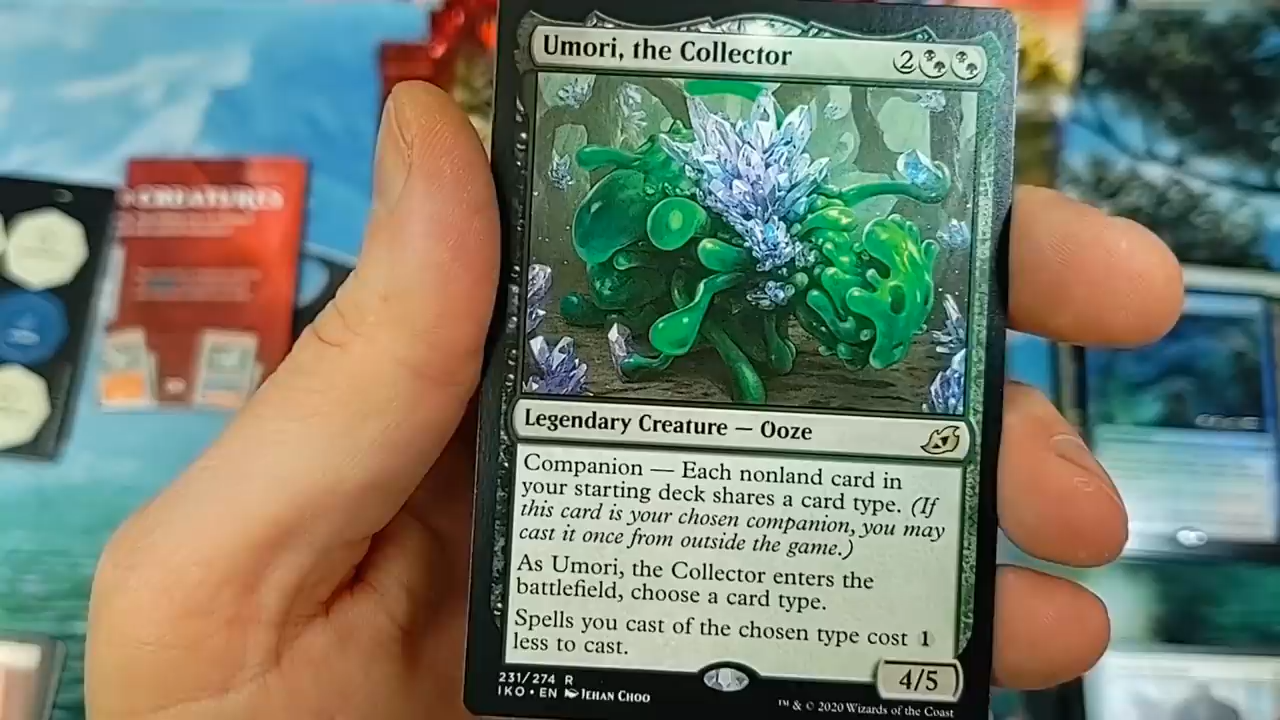 Umori, the Collector
2
CREATURES
Legendary Creature — Ooze
Companion — Each nonland card in
your starting deck shares a card type. (If
this card is your chosen companion, you may
cast it once from outside the game.)
As Umori, the Collector enters the
battlefield, choose a card type.
Spells you cast of the chosen type cost 1
less to cast.
4/5
231/274 R
IKO • EN JEHAN CHOO
™ & © 2020 Wizards of the Coast